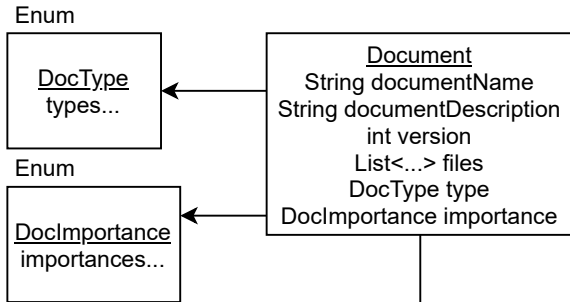 Enum
DocType
types...
Enum
DocImportance
importances...
Document
String documentName
String documentDescription
int version
List<...> files
DocType type
DocImportance importance